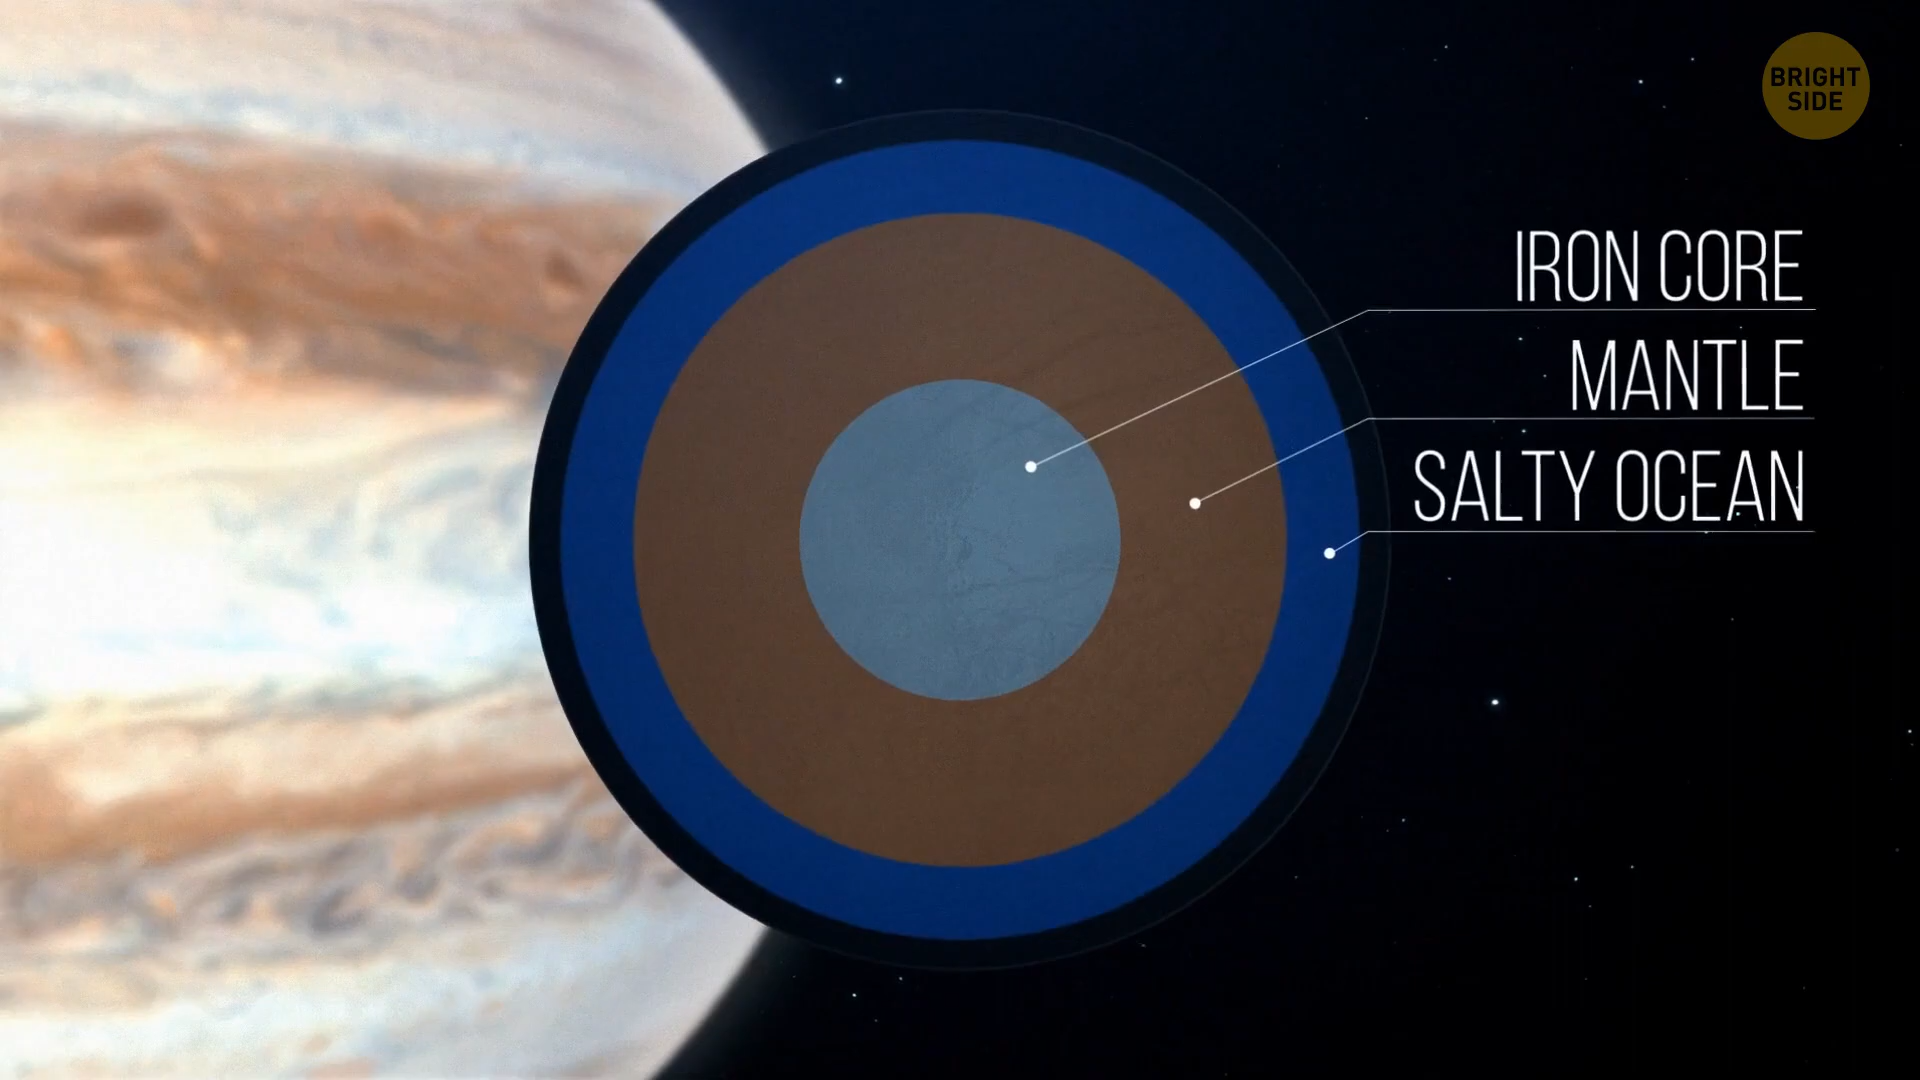 BRIGHT
SIDE
IRON CORE
MANTLE
SALTY OCEAN